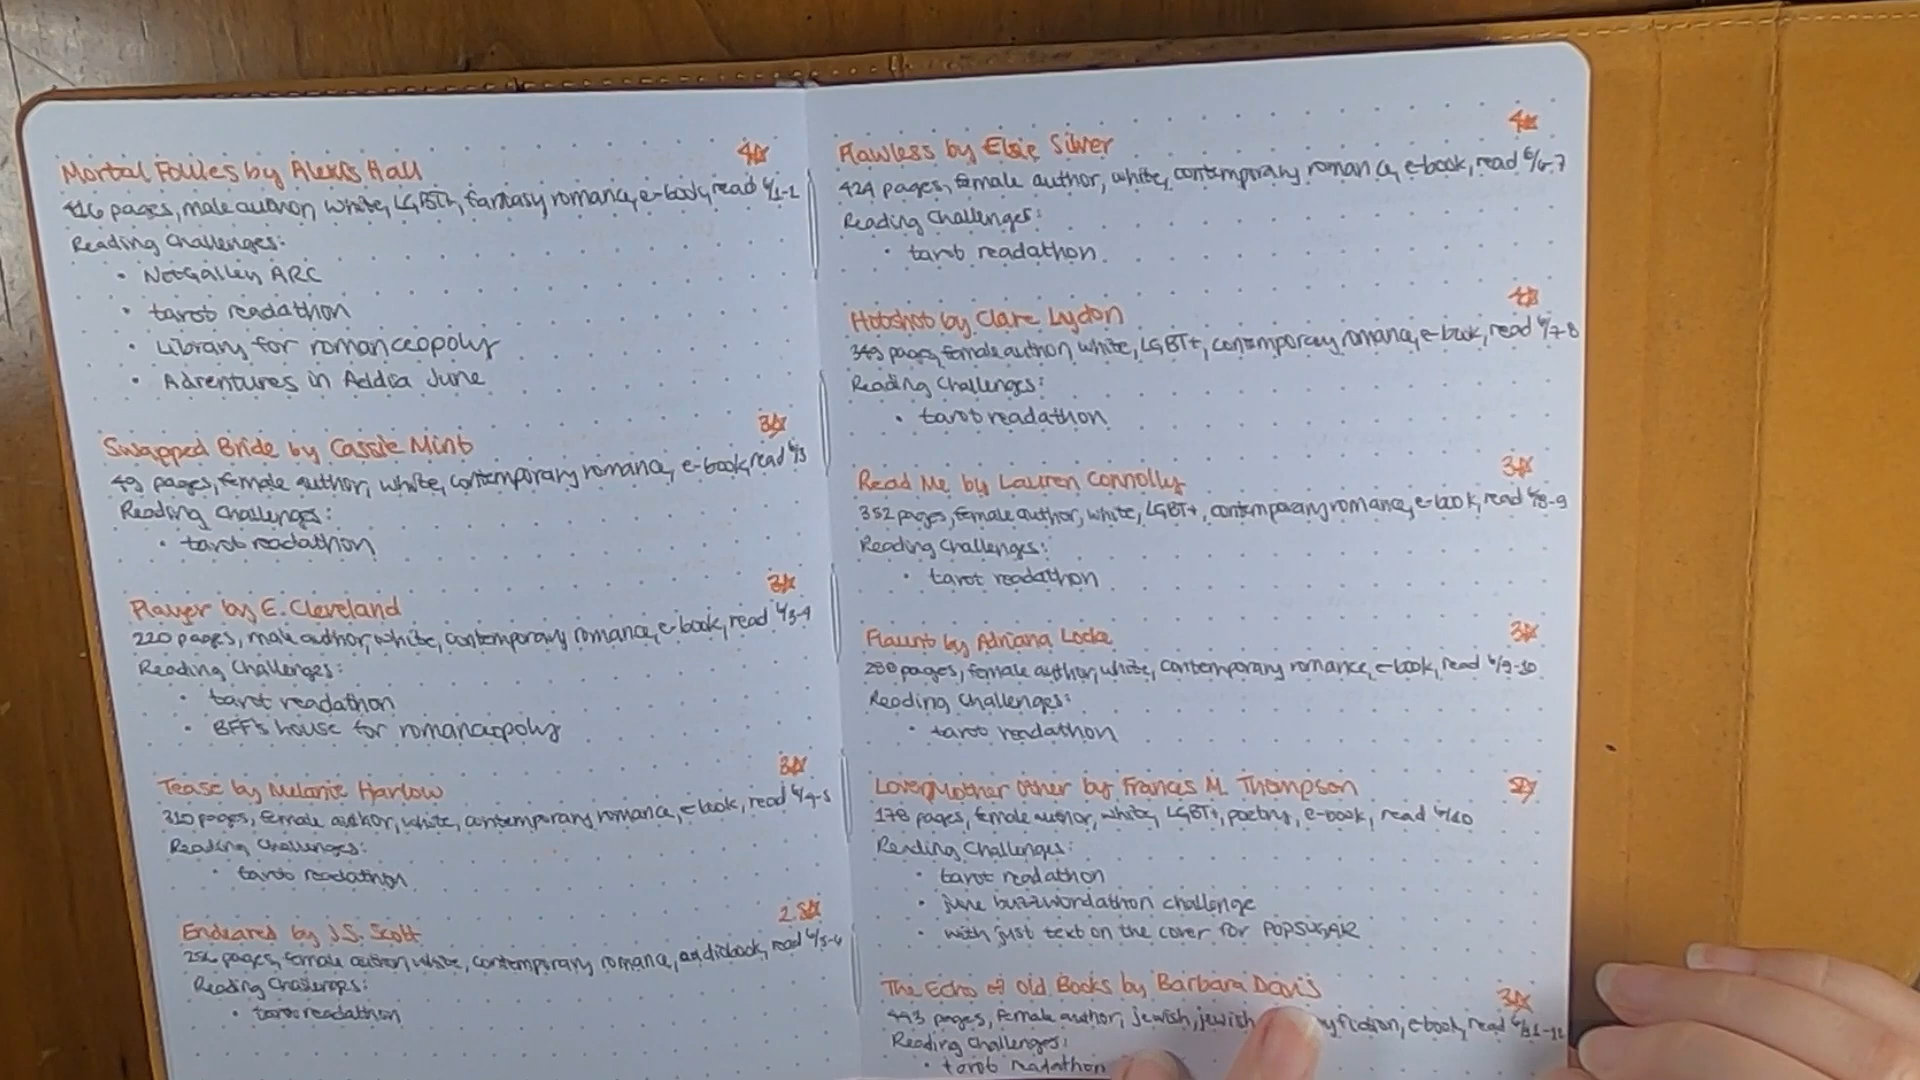 Mortal Follies by Alexis Hall 4☆
416 pages, male author, white, LGBT+, fantasy romance, e-book, read 6/1-2
Reading Challenges:
• NetGalley ARC
• tarot readathon
• Library for romanceopoly
• Adventures in Addia June
Swapped Bride by Cassie Mint 3☆
49 pages, female author, white, contemporary romance, e-book, read 6/3
Reading Challenges:
• tarot readathon
Player by E. Cleveland 3☆
220 pages, male author, white, contemporary romance, e-book, read 6/3-4
Reading Challenges:
• tarot readathon
• BFF's house for romanceopoly
Tease by Melanie Harlow 3☆
310 pages, female author, white, contemporary romance, e-book, read 6/4-5
Reading Challenges:
• tarot readathon
Endeared by J.S. Scott 2.5☆
256 pages, female author, white, contemporary romance, audiobook, read 6/5-6
Reading Challenges:
• tarot readathon
Flawless by Elsie Silver 4☆
424 pages, female author, white, contemporary romance, e-book, read 6/6-7
Reading Challenges:
• tarot readathon
Hotshot by Clare Lydon 4☆
349 pages, female author, white, LGBT+, contemporary romance, e-book, read 6/7-8
Reading Challenges:
• tarot readathon
Read Me by Lauren Connolly 3☆
352 pages, female author, white, LGBT+, contemporary romance, e-book, read 6/8-9
Reading Challenges:
• tarot readathon
Flaunt by Adriana Locke 3☆
280 pages, female author, white, contemporary romance, e-book, read 6/9-10
Reading Challenges:
• tarot readathon
Lover Mother Other by Frances M. Thompson 5☆
178 pages, female author, white, LGBT+, poetry, e-book, read 6/10
Reading Challenges:
• tarot readathon
• june buzzwordathon challenge
• with just text on the cover for POPSUGAR
The Echo of Old Books by Barbara Davis 3☆
443 pages, female author, jewish, jewish fiction, e-book, read 6/11-12
Reading Challenges:
• tarot readathon